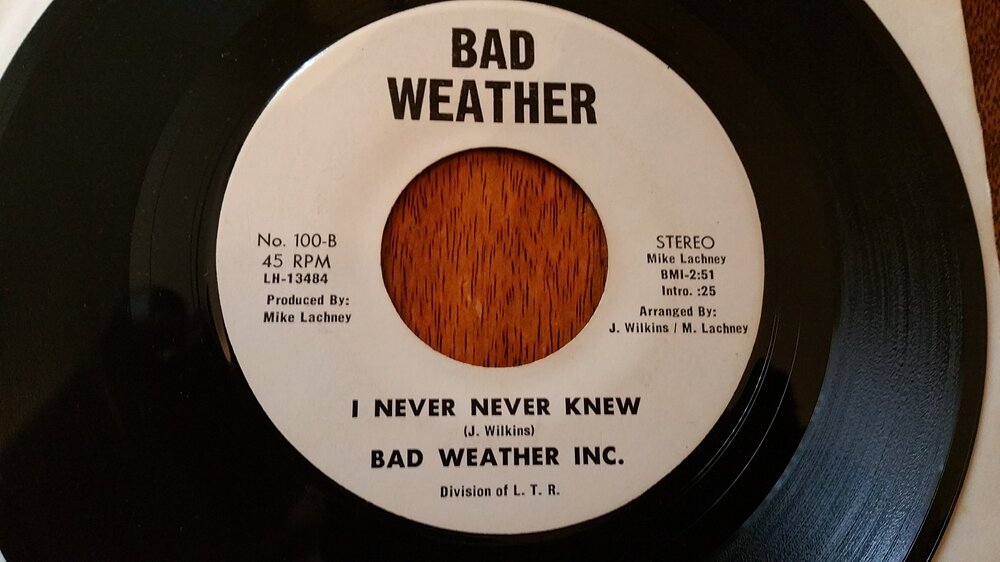 BAD
WEATHER
No. 100-B
45 RPM
LH-13484
Produced By:
Mike Lachney
STEREO
Mike Lachney
BMI-2:51
Intro. :25
Arranged By:
J. Wilkins / M. Lachney
I NEVER NEVER KNEW
(J. Wilkins)
BAD WEATHER INC.
Division of L. T. R.